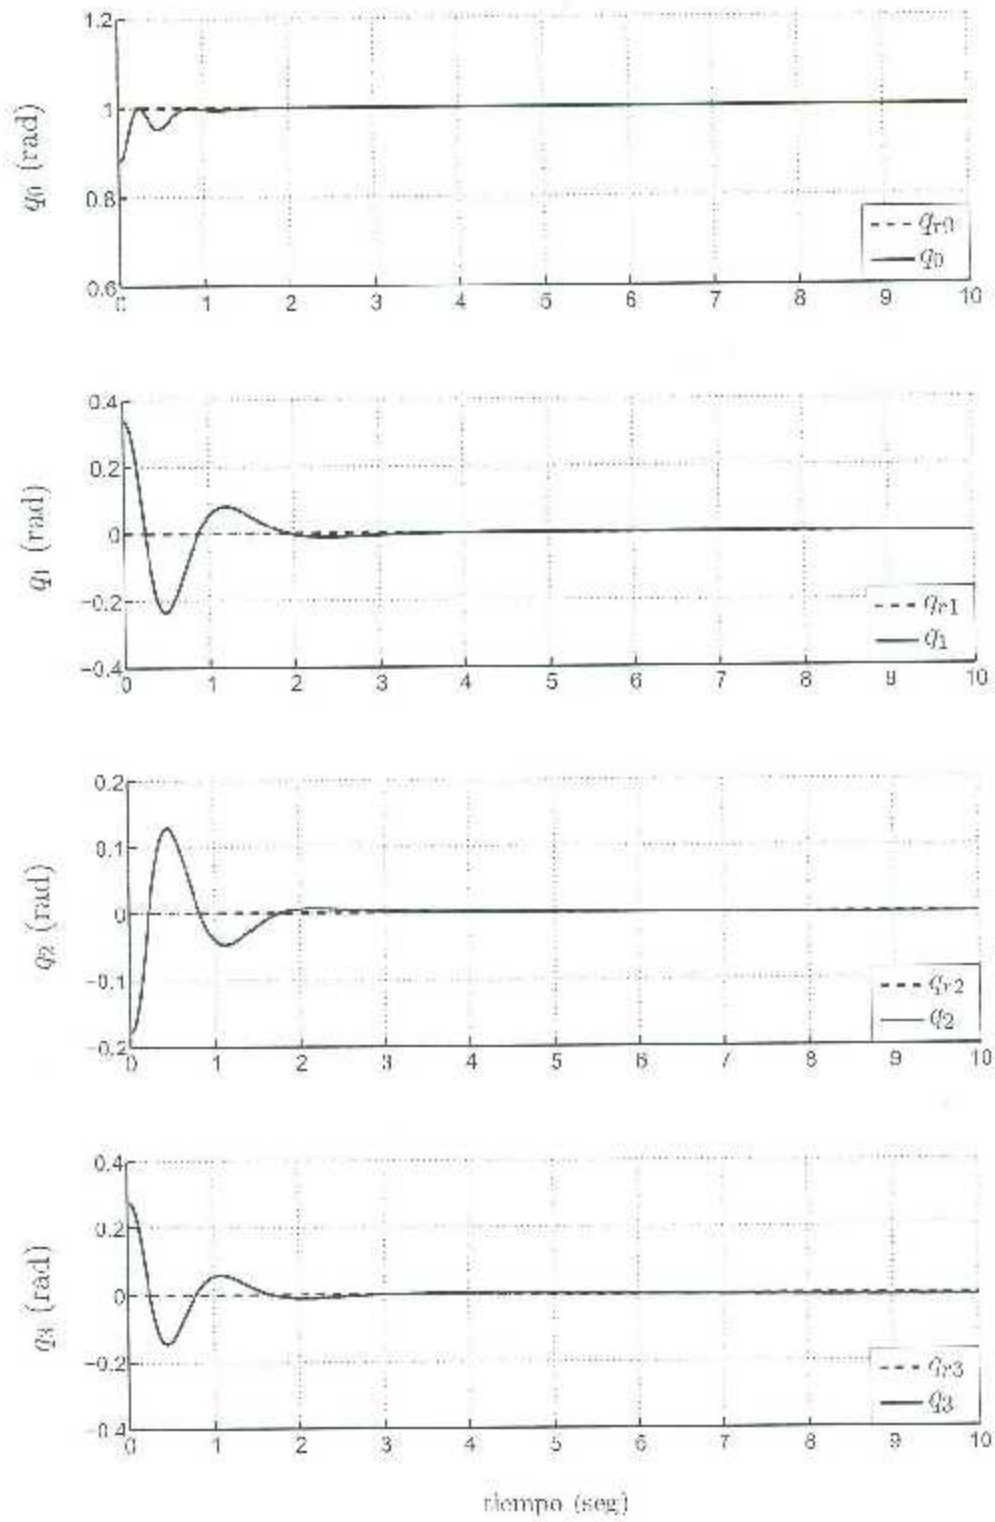 1.2
1
0.8
0.6
q0 (rad)
qr0
q0
0 1 2 3 4 5 6 7 8 9 10
0.4
0.2
0
−0.2
−0.4
q1 (rad)
qr1
q1
0 1 2 3 4 5 6 7 8 9 10
0.2
0.1
0
−0.1
−0.2
q2 (rad)
qr2
q2
0 1 2 3 4 5 6 7 8 9 10
0.4
0.2
0
−0.2
−0.4
q3 (rad)
qr3
q3
0 1 2 3 4 5 6 7 8 9 10
tiempo (seg)